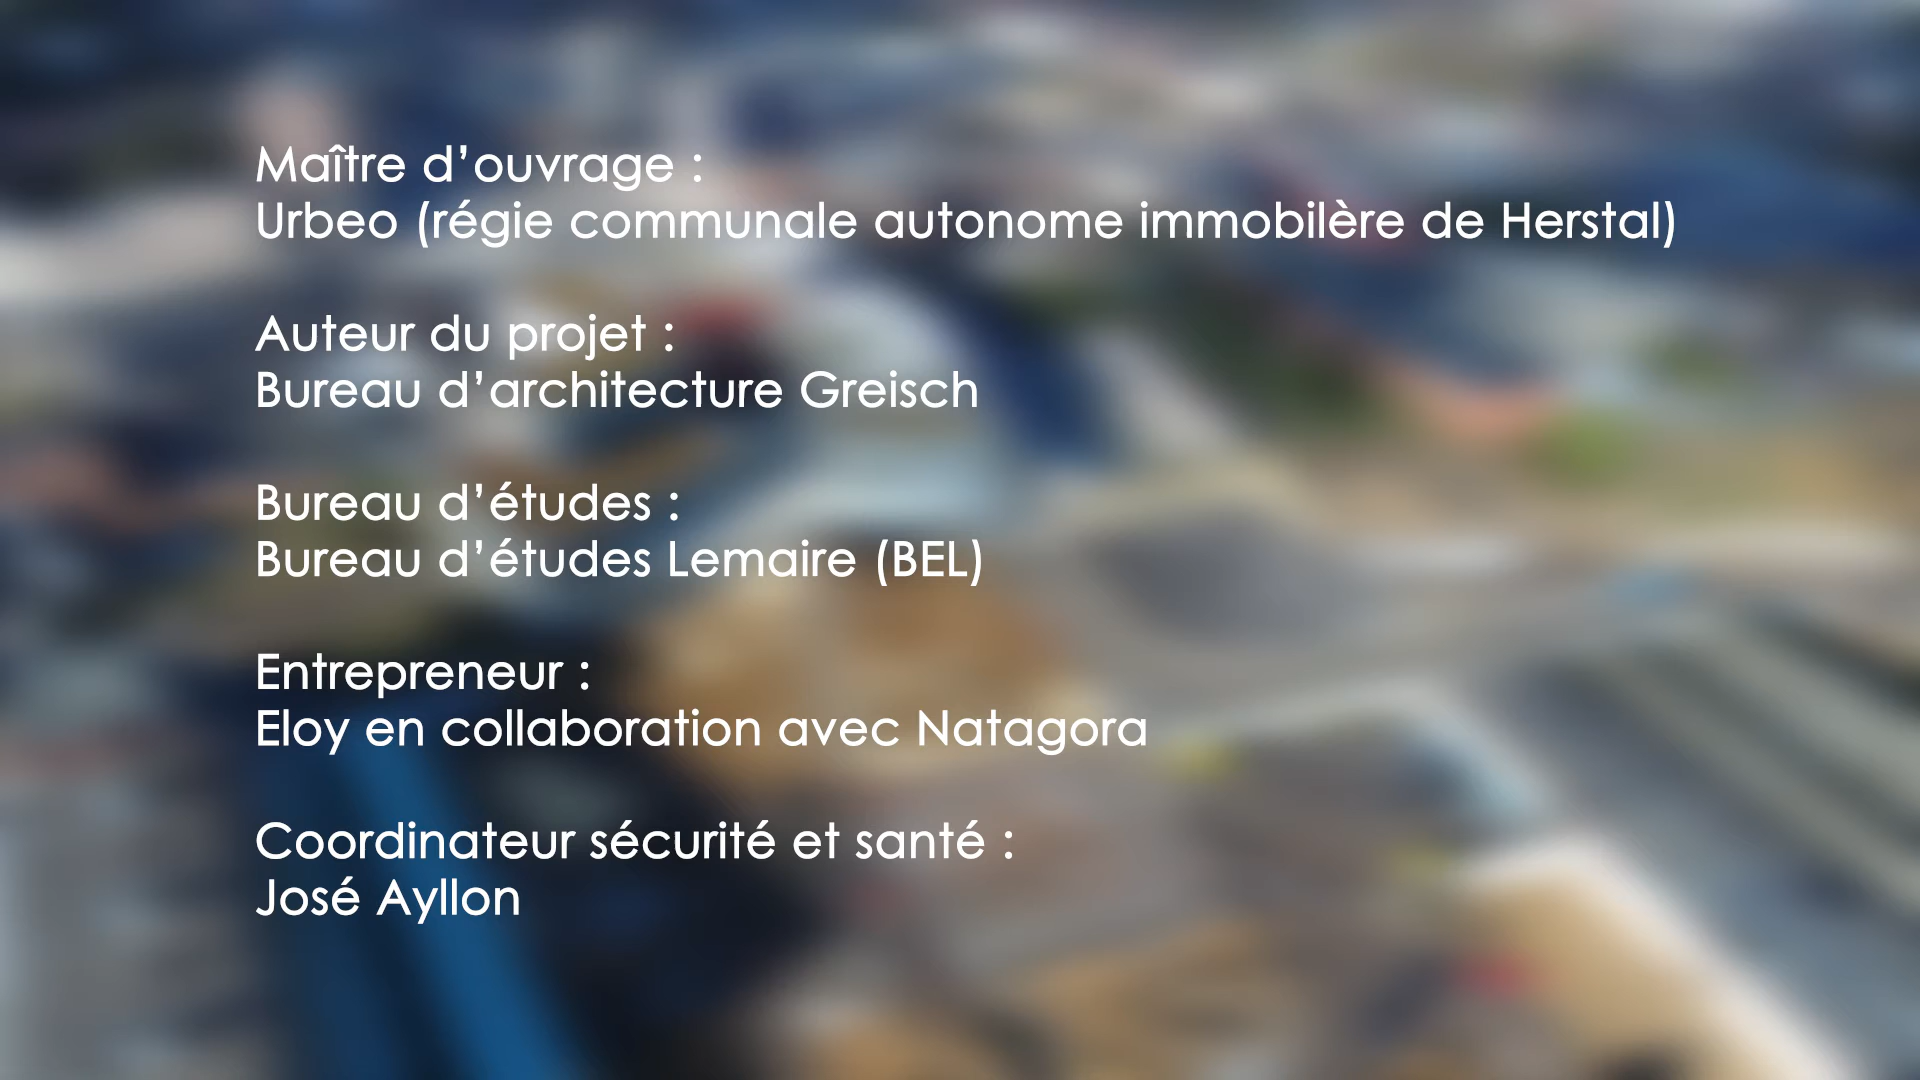 Maître d’ouvrage :
Urbeo (régie communale autonome immobilère de Herstal)
Auteur du projet :
Bureau d’architecture Greisch
Bureau d’études :
Bureau d’études Lemaire (BEL)
Entrepreneur :
Eloy en collaboration avec Natagora
Coordinateur sécurité et santé :
José Ayllon